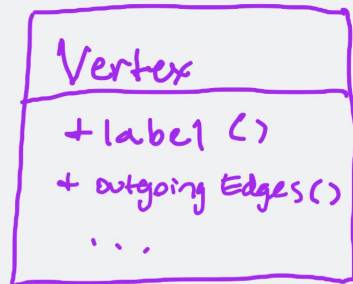 Vertex
+ label ()
+ outgoing Edges ()
...